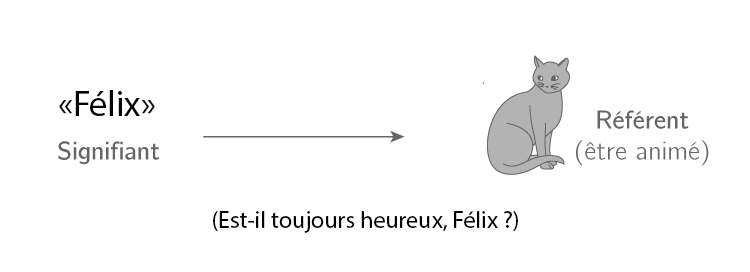 «Félix»
Signifiant
Référent
(être animé)
(Est-il toujours heureux, Félix ?)